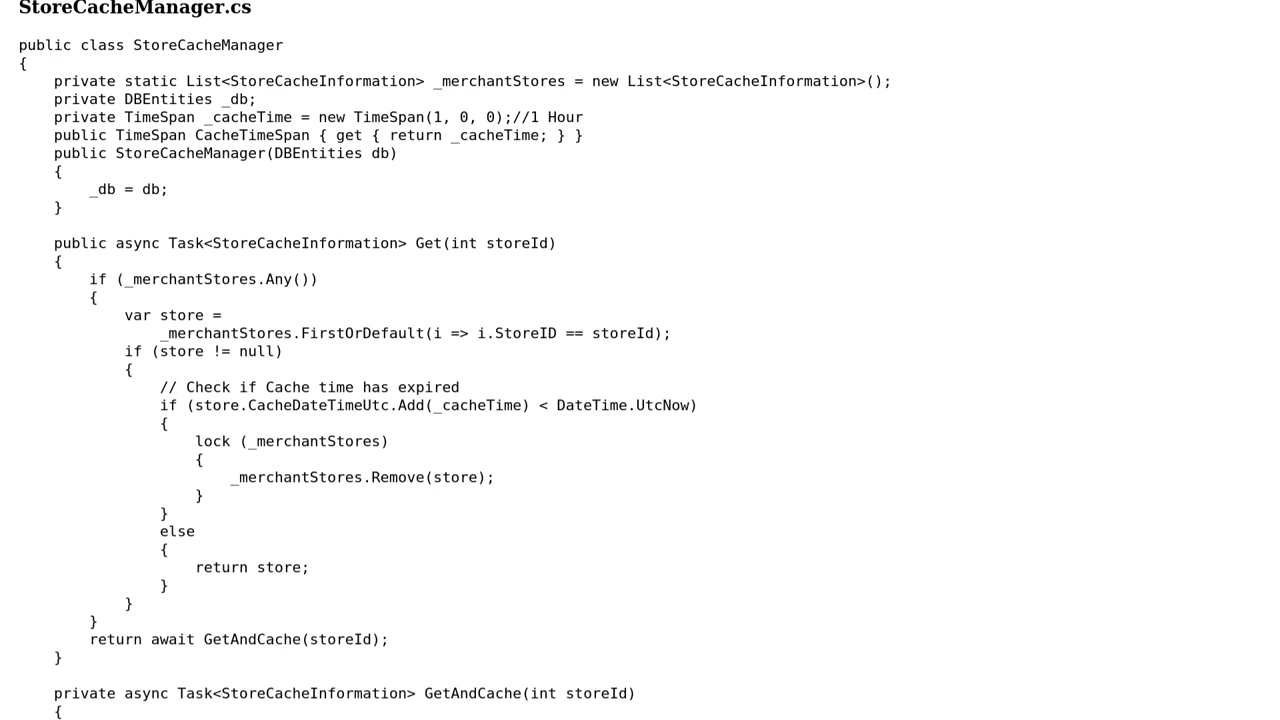 StoreCacheManager.cs
public class StoreCacheManager
{
    private static List<StoreCacheInformation> _merchantStores = new List<StoreCacheInformation>();
    private DBEntities _db;
    private TimeSpan _cacheTime = new TimeSpan(1, 0, 0);//1 Hour
    public TimeSpan CacheTimeSpan { get { return _cacheTime; } }
    public StoreCacheManager(DBEntities db)
    {
        _db = db;
    }

    public async Task<StoreCacheInformation> Get(int storeId)
    {
        if (_merchantStores.Any())
        {
            var store =
                _merchantStores.FirstOrDefault(i => i.StoreID == storeId);
            if (store != null)
            {
                // Check if Cache time has expired
                if (store.CacheDateTimeUtc.Add(_cacheTime) < DateTime.UtcNow)
                {
                    lock (_merchantStores)
                    {
                        _merchantStores.Remove(store);
                    }
                }
                else
                {
                    return store;
                }
            }
        }
        return await GetAndCache(storeId);
    }

    private async Task<StoreCacheInformation> GetAndCache(int storeId)
    {